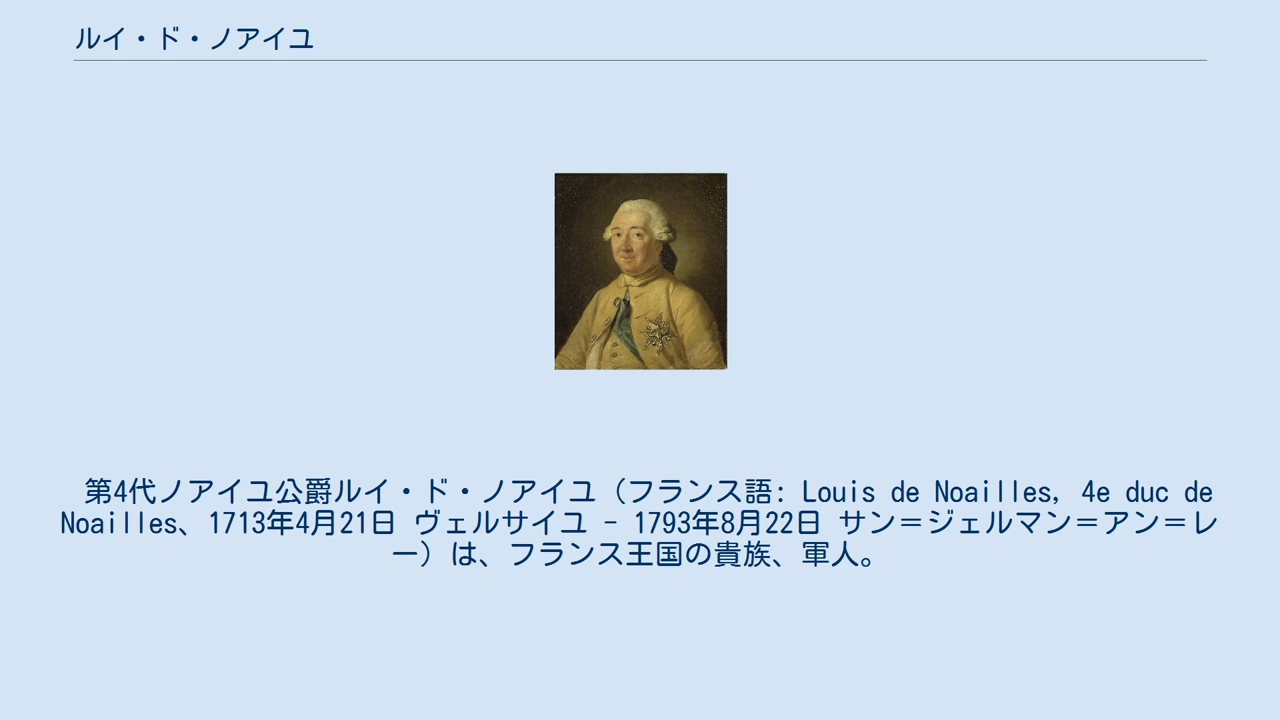 ルイ・ド・ノアイユ
第4代ノアイユ公爵ルイ・ド・ノアイユ（フランス語: Louis de Noailles, 4e duc de
Noailles、1713年4月21日 ヴェルサイユ - 1793年8月22日 サン＝ジェルマン＝アン＝レ
ー）は、フランス王国の貴族、軍人。